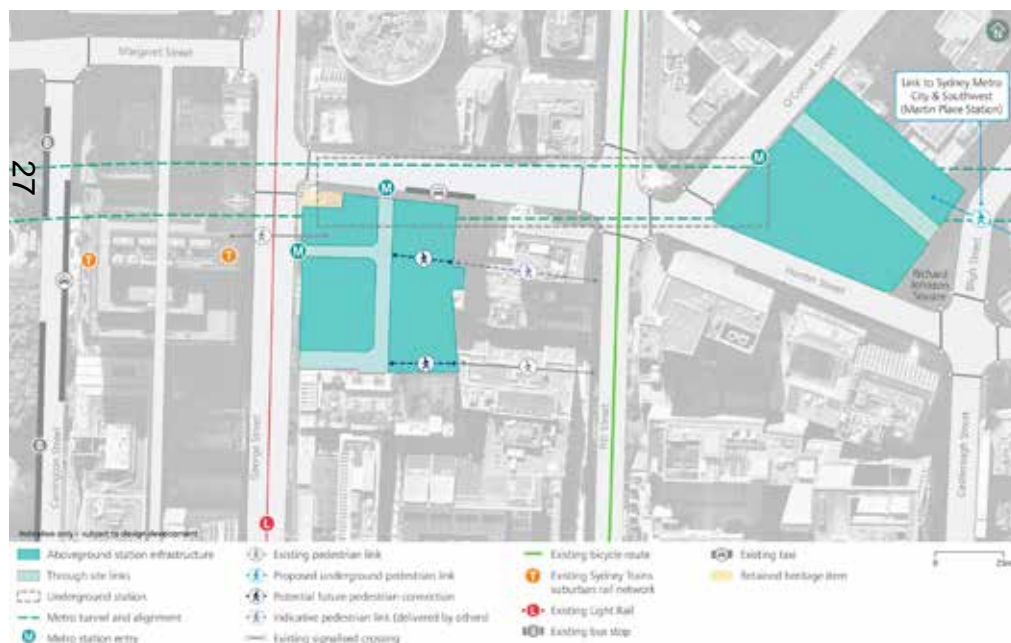 Margaret Street
O'Connell Street
Link to Sydney Metro
City & Southwest
(Martin Place Station)
27
B
M
M
T
T
M
Hunter Street
Richard
Johnson
Square
Bligh Street
B
Carrington Street
George Street
Pitt Street
Castlereagh Street
L
Indicative only - subject to design development
Aboveground station infrastructure
Through site links
Underground station
Metro tunnel and alignment
M Metro station entry
Existing pedestrian link
Proposed underground pedestrian link
Potential future pedestrian connection
Indicative pedestrian link (delivered by others)
Existing signalised crossing
Existing bicycle route
T Existing Sydney Trains
suburban rail network
L Existing Light Rail
B Existing bus stop
Existing taxi
Retained heritage item
0